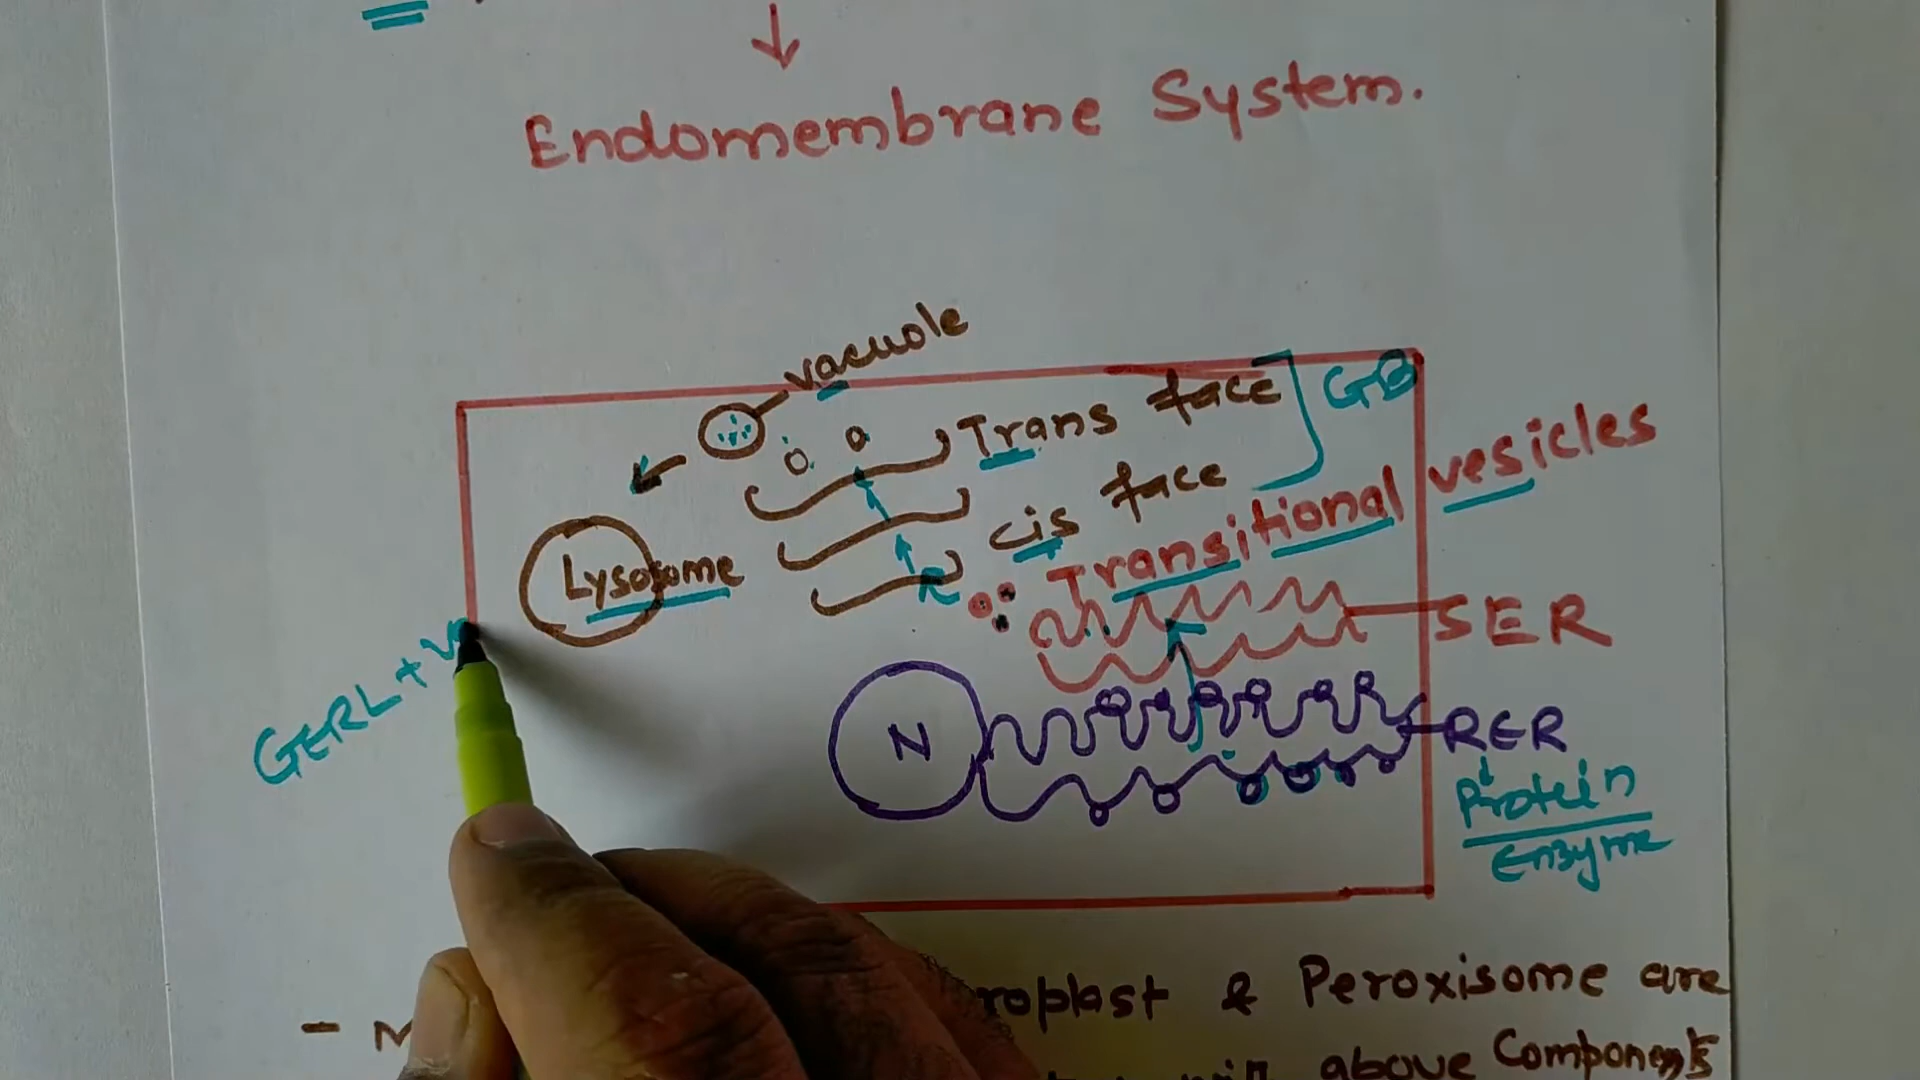 Endomembrane System.
vacuole
Trans face
GB
cis face
Transitional vesicles
Lysosome
SER
GERL + V
N
RER
Protein
Enzyme
roplast & Peroxisome are
- M
above Components